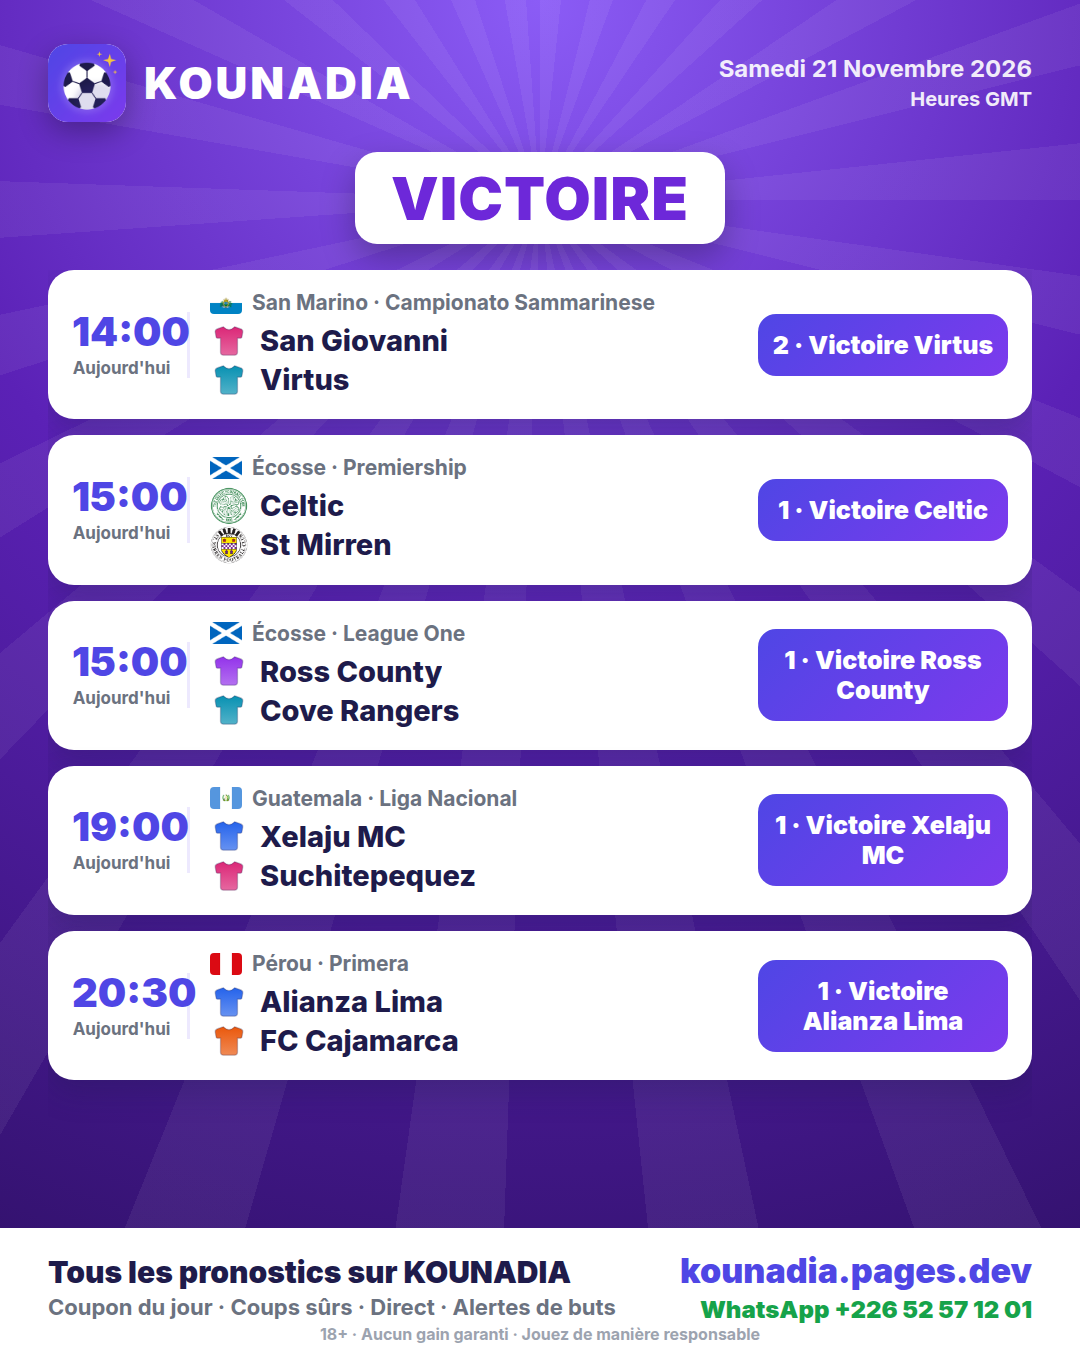 KOUNADIA
Samedi 21 Novembre 2026
Heures GMT
VICTOIRE
14:00
Aujourd'hui
San Marino · Campionato Sammarinese
San Giovanni
Virtus
2 · Victoire Virtus
15:00
Aujourd'hui
Écosse · Premiership
Celtic
St Mirren
1 · Victoire Celtic
15:00
Aujourd'hui
Écosse · League One
Ross County
Cove Rangers
1 · Victoire Ross
County
19:00
Aujourd'hui
Guatemala · Liga Nacional
Xelaju MC
Suchitepequez
1 · Victoire Xelaju
MC
20:30
Aujourd'hui
Pérou · Primera
Alianza Lima
FC Cajamarca
1 · Victoire
Alianza Lima
Tous les pronostics sur KOUNADIA
Coupon du jour · Coups sûrs · Direct · Alertes de buts
kounadia.pages.dev
WhatsApp +226 52 57 12 01
18+ · Aucun gain garanti · Jouez de manière responsable